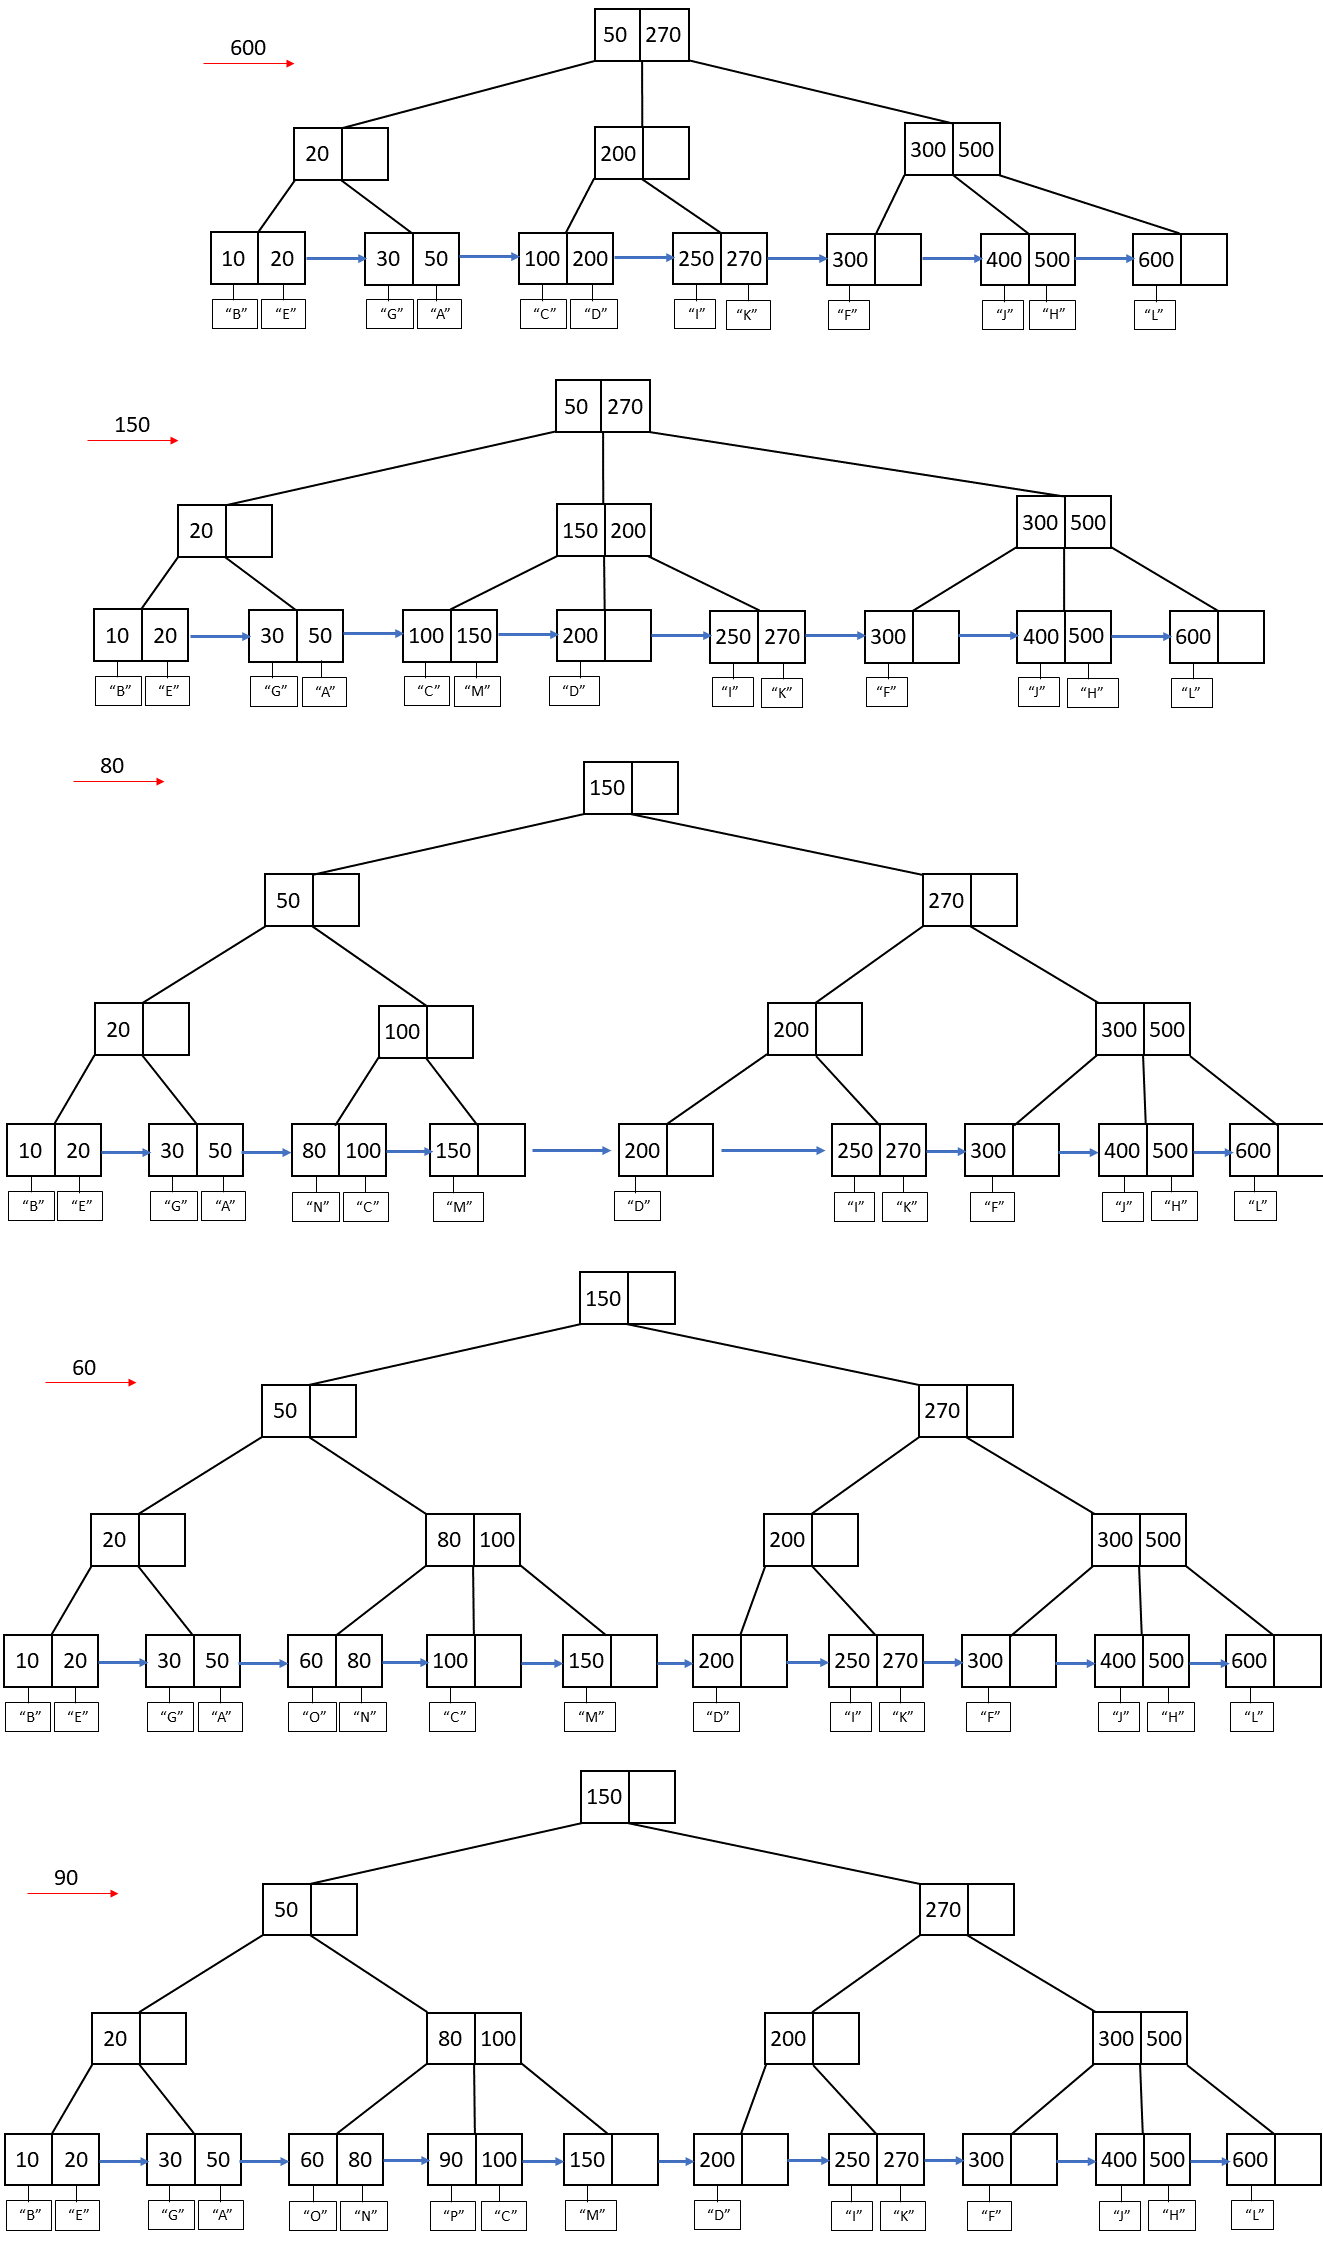 600
50 270
20 200 300 500
10 20 30 50 100 200 250 270 300 400 500 600
“B” “E” “G” “A” “C” “D” “I” “K” “F” “J” “H” “L”
150
50 270
20 150 200 300 500
10 20 30 50 100 150 200 250 270 300 400 500 600
“B” “E” “G” “A” “C” “M” “D” “I” “K” “F” “J” “H” “L”
80
150
50 270
20 100 200 300 500
10 20 30 50 80 100 150 200 250 270 300 400 500 600
“B” “E” “G” “A” “N” “C” “M” “D” “I” “K” “F” “J” “H” “L”
150
60
50 270
20 80 100 200 300 500
10 20 30 50 60 80 100 150 200 250 270 300 400 500 600
“B” “E” “G” “A” “O” “N” “C” “M” “D” “I” “K” “F” “J” “H” “L”
150
90
50 270
20 80 100 200 300 500
10 20 30 50 60 80 90 100 150 200 250 270 300 400 500 600
“B” “E” “G” “A” “O” “N” “P” “C” “M” “D” “I” “K” “F” “J” “H” “L”